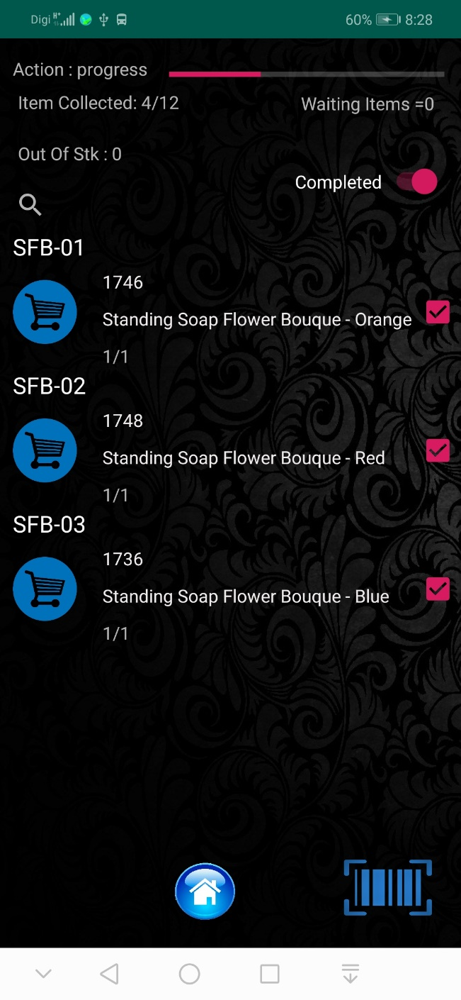 Digi H+ 60% 8:28
Action : progress
Item Collected: 4/12 Waiting Items =0
Out Of Stk : 0
Completed
SFB-01
1746
Standing Soap Flower Bouque - Orange
1/1
SFB-02
1748
Standing Soap Flower Bouque - Red
1/1
SFB-03
1736
Standing Soap Flower Bouque - Blue
1/1